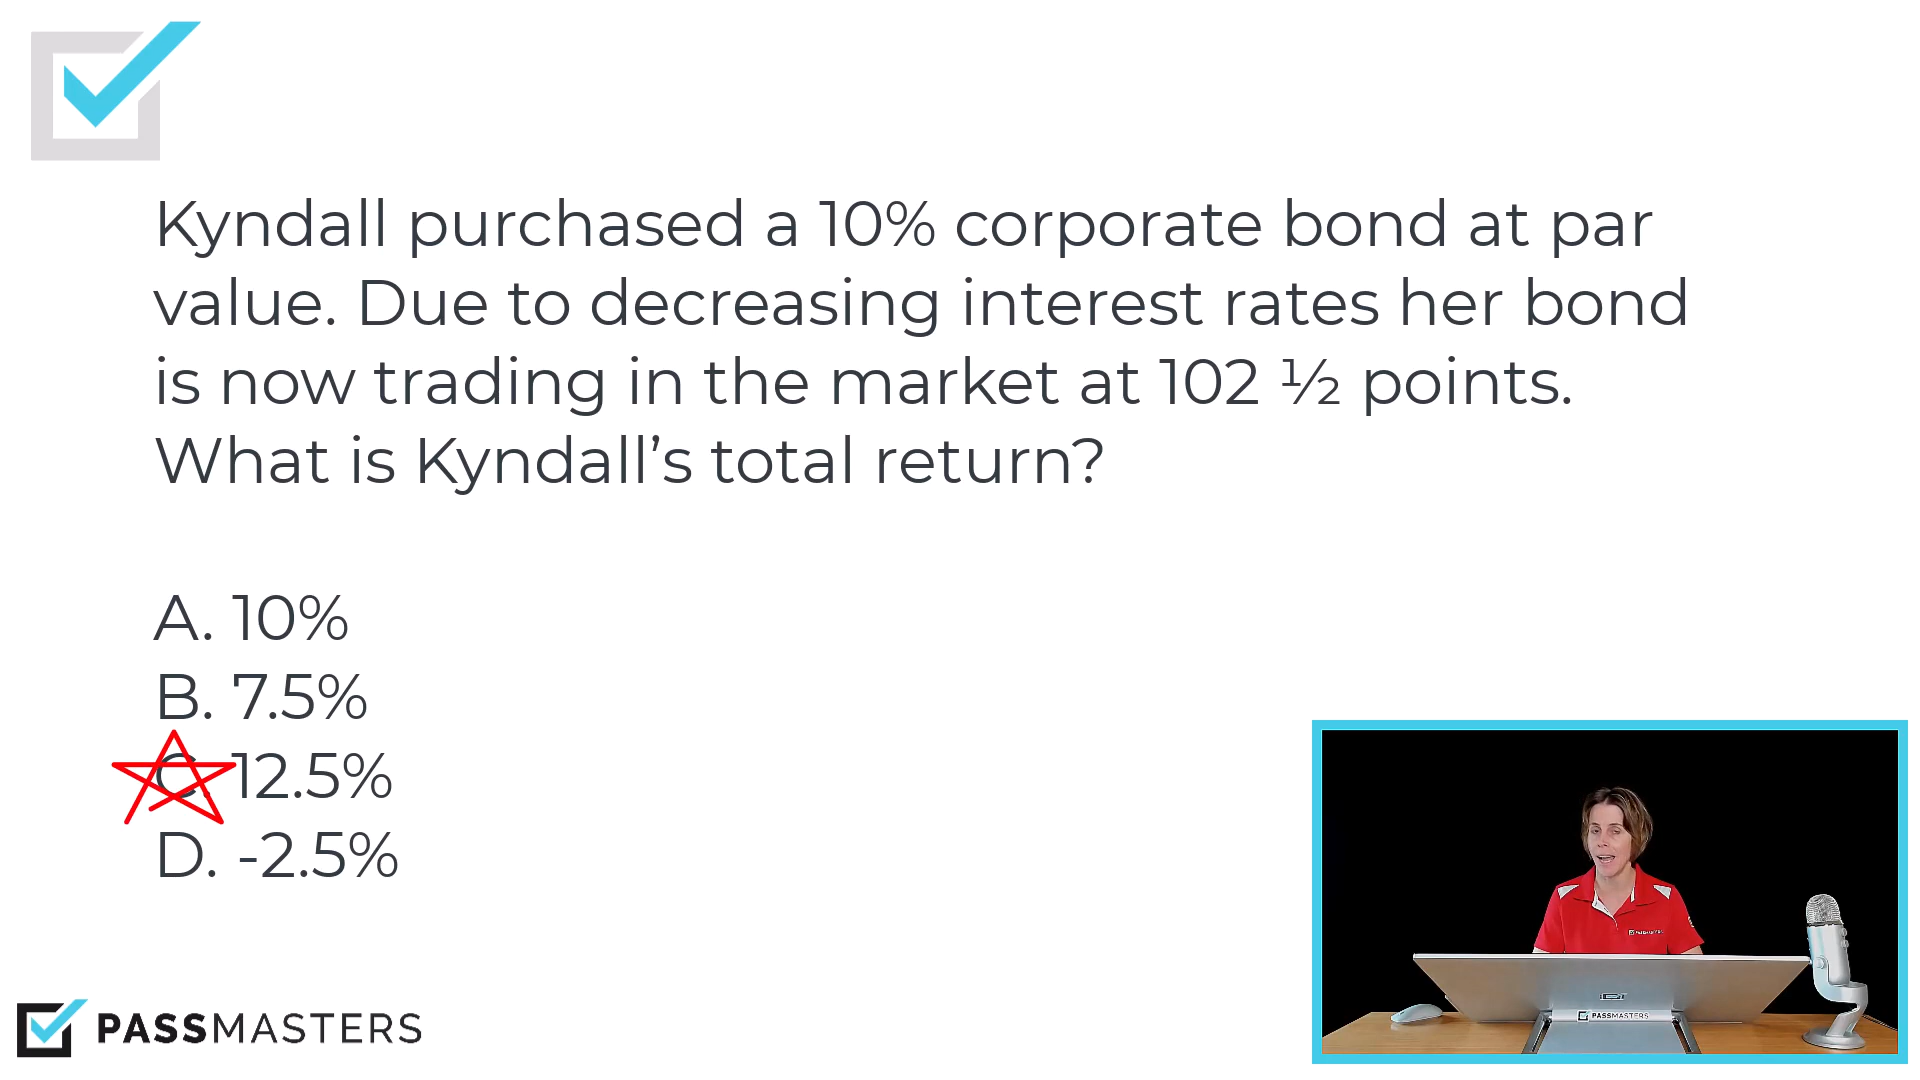 Kyndall purchased a 10% corporate bond at par
value. Due to decreasing interest rates her bond
is now trading in the market at 102 ½ points.
What is Kyndall’s total return?
A. 10%
B. 7.5%
C. 12.5%
D. -2.5%
PASSMASTERS
PASSMASTERS